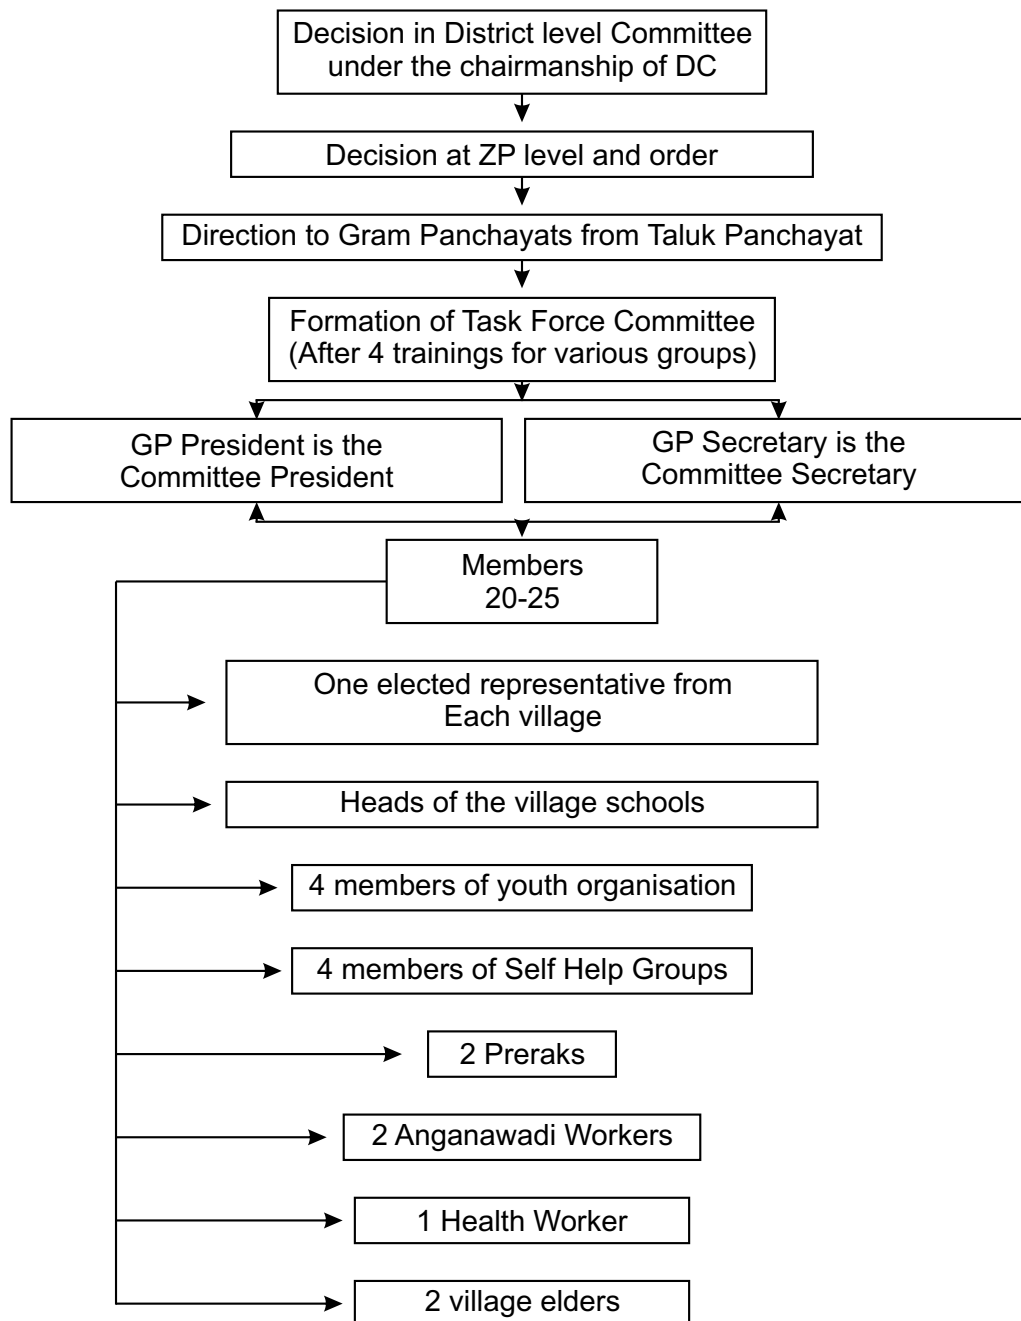 Decision in District level Committee
under the chairmanship of DC
Decision at ZP level and order
Direction to Gram Panchayats from Taluk Panchayat
Formation of Task Force Committee
(After 4 trainings for various groups)
GP President is the
Committee President
GP Secretary is the
Committee Secretary
Members
20-25
One elected representative from
Each village
Heads of the village schools
4 members of youth organisation
4 members of Self Help Groups
2 Preraks
2 Anganawadi Workers
1 Health Worker
2 village elders